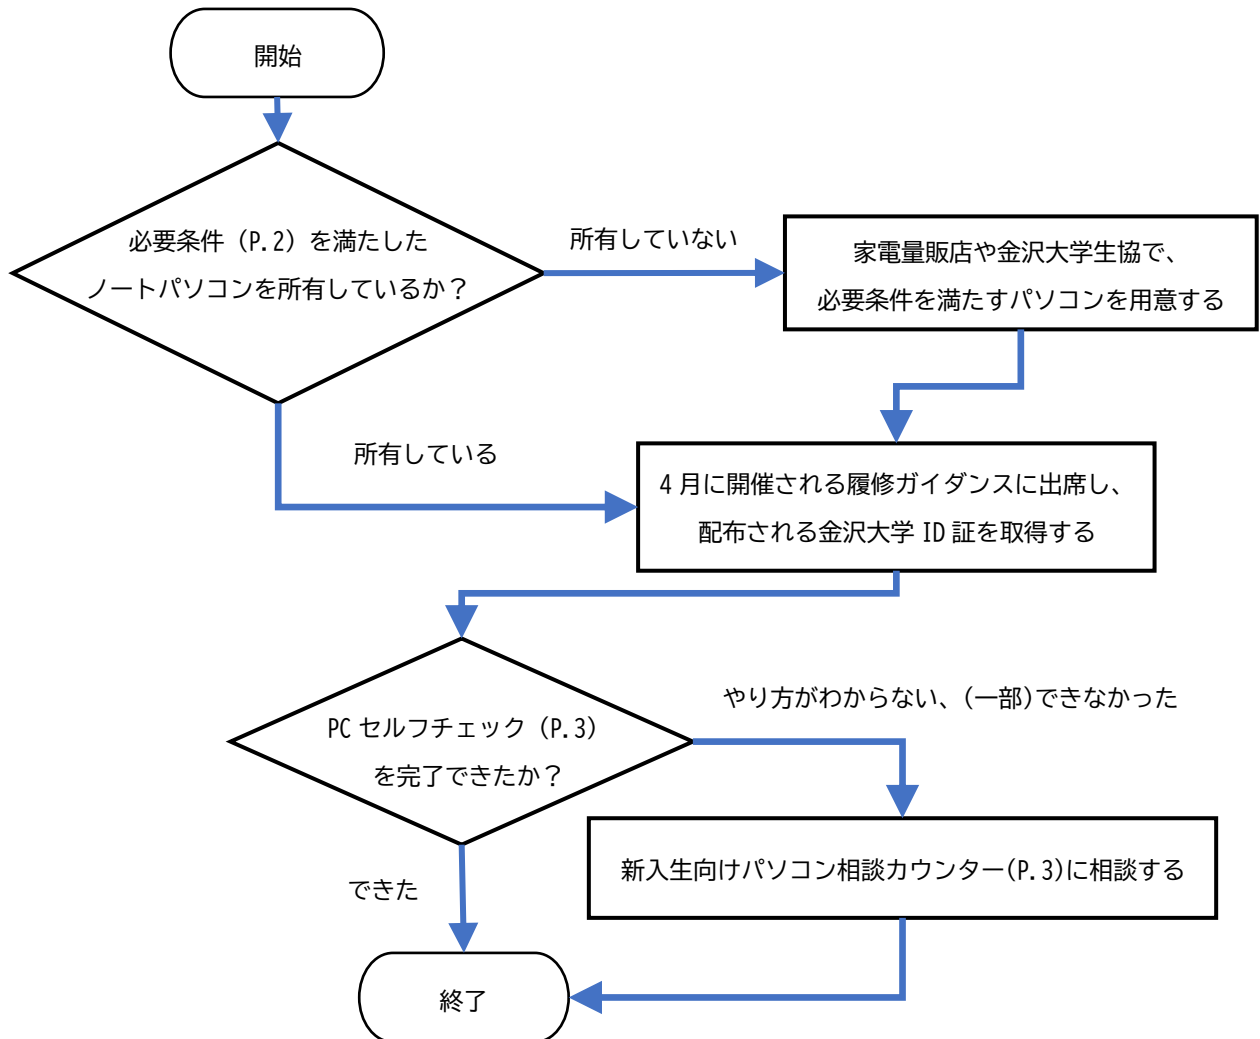 開始
必要条件（P.2）を満たした
ノートパソコンを所有しているか？
所有していない
家電量販店や金沢大学生協で、
必要条件を満たすパソコンを用意する
所有している
4 月に開催される履修ガイダンスに出席し、
配布される金沢大学 ID 証を取得する
PC セルフチェック（P.3）
を完了できたか？
やり方がわからない、(一部)できなかった
新入生向けパソコン相談カウンター(P.3)に相談する
できた
終了